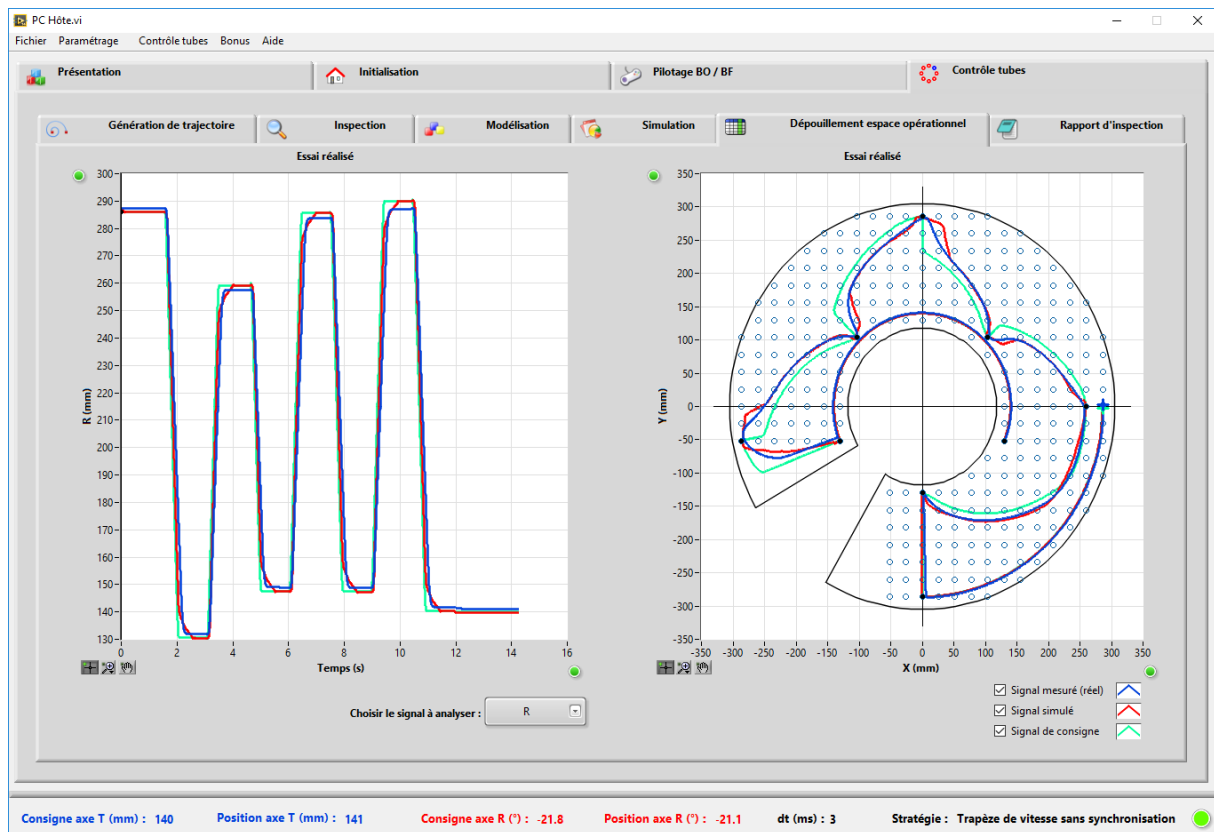 PC Hôte.vi
Fichier Paramétrage Contrôle tubes Bonus Aide
Présentation Initialisation Pilotage BO / BF Contrôle tubes
Génération de trajectoire Inspection Modélisation Simulation Dépouillement espace opérationnel Rapport d'inspection
Essai réalisé
300
290
280
270
260
250
240
230
220
210
200
190
180
170
160
150
140
130
R (mm)
0 2 4 6 8 10 12 14 16
Temps (s)
Choisir le signal à analyser : R
Essai réalisé
350
300
250
200
150
100
50
0
-50
-100
-150
-200
-250
-300
-350
Y (mm)
-350 -300 -250 -200 -150 -100 -50 0 50 100 150 200 250 300 350
X (mm)
Signal mesuré (réel)
Signal simulé
Signal de consigne
Consigne axe T (mm) : 140 Position axe T (mm) : 141 Consigne axe R (°) : -21.8 Position axe R (°) : -21.1 dt (ms) : 3 Stratégie : Trapèze de vitesse sans synchronisation